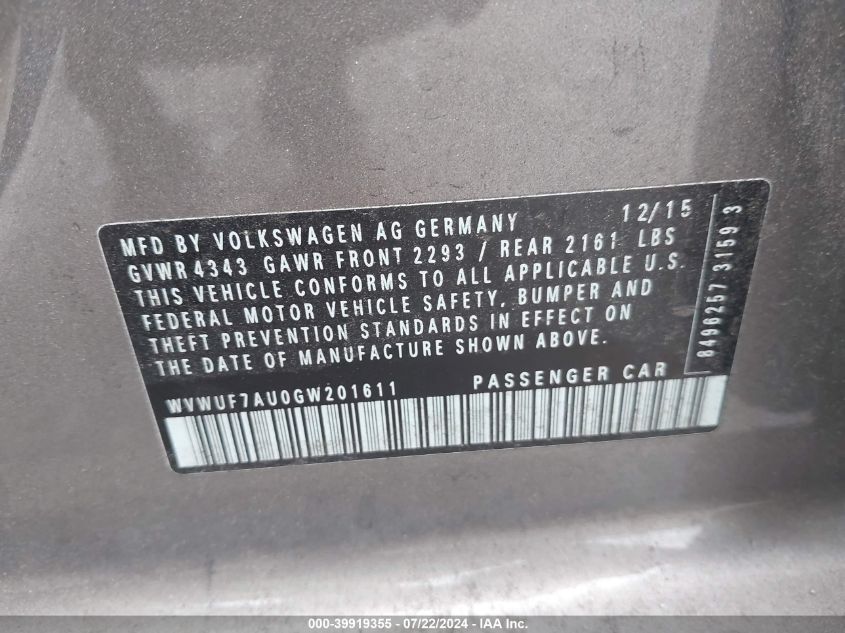 MFD BY VOLKSWAGEN AG GERMANY 12/15
GVWR 4343 GAWR FRONT 2293 / REAR 2161 LBS
THIS VEHICLE CONFORMS TO ALL APPLICABLE U.S.
FEDERAL MOTOR VEHICLE SAFETY, BUMPER AND
THEFT PREVENTION STANDARDS IN EFFECT ON
THE DATE OF MANUFACTURE SHOWN ABOVE.
WVWUF7AU0GW201611 PASSENGER CAR
8496257 3159 3
000-39919355 - 07/22/2024 - IAA Inc.